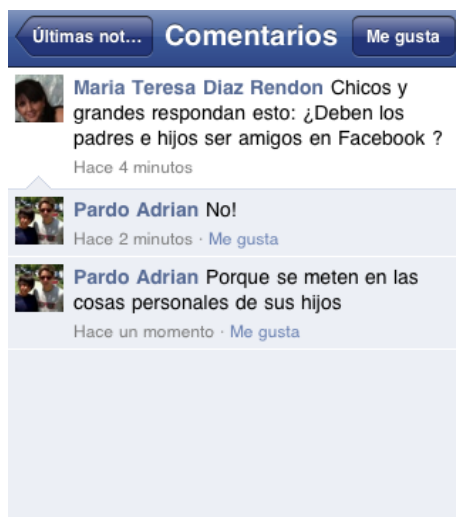 Últimas not...
Comentarios
Me gusta
Maria Teresa Diaz Rendon Chicos y
grandes respondan esto: ¿Deben los
padres e hijos ser amigos en Facebook ?
Hace 4 minutos
Pardo Adrian No!
Hace 2 minutos · Me gusta
Pardo Adrian Porque se meten en las
cosas personales de sus hijos
Hace un momento · Me gusta